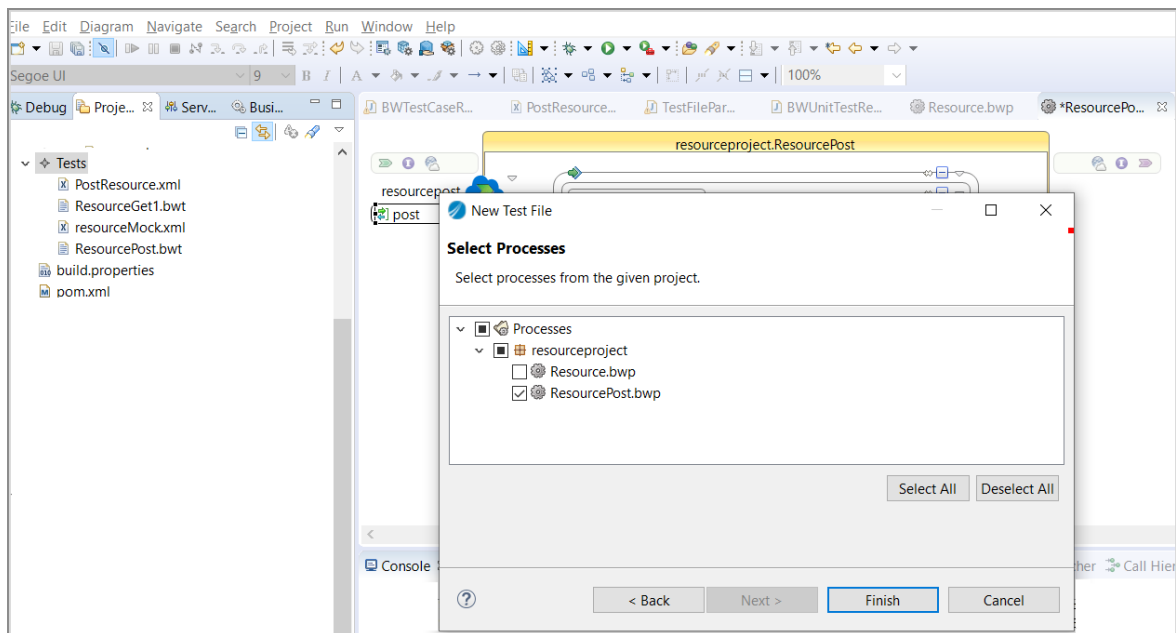 File Edit Diagram Navigate Search Project Run Window Help
Segoe UI 9 B I A 100%
Debug Proje... Serv... Busi... BWTestCaseR... PostResource... TestFilePar... BWUnitTestRe... Resource.bwp *ResourcePo...
resourceproject.ResourcePost
Tests
PostResource.xml
ResourceGet1.bwt
resourceMock.xml
ResourcePost.bwt
build.properties
pom.xml
resourcepost
post
New Test File
Select Processes
Select processes from the given project.
Processes
resourceproject
Resource.bwp
ResourcePost.bwp
Select All Deselect All
Console
her Call Hier
< Back Next > Finish Cancel